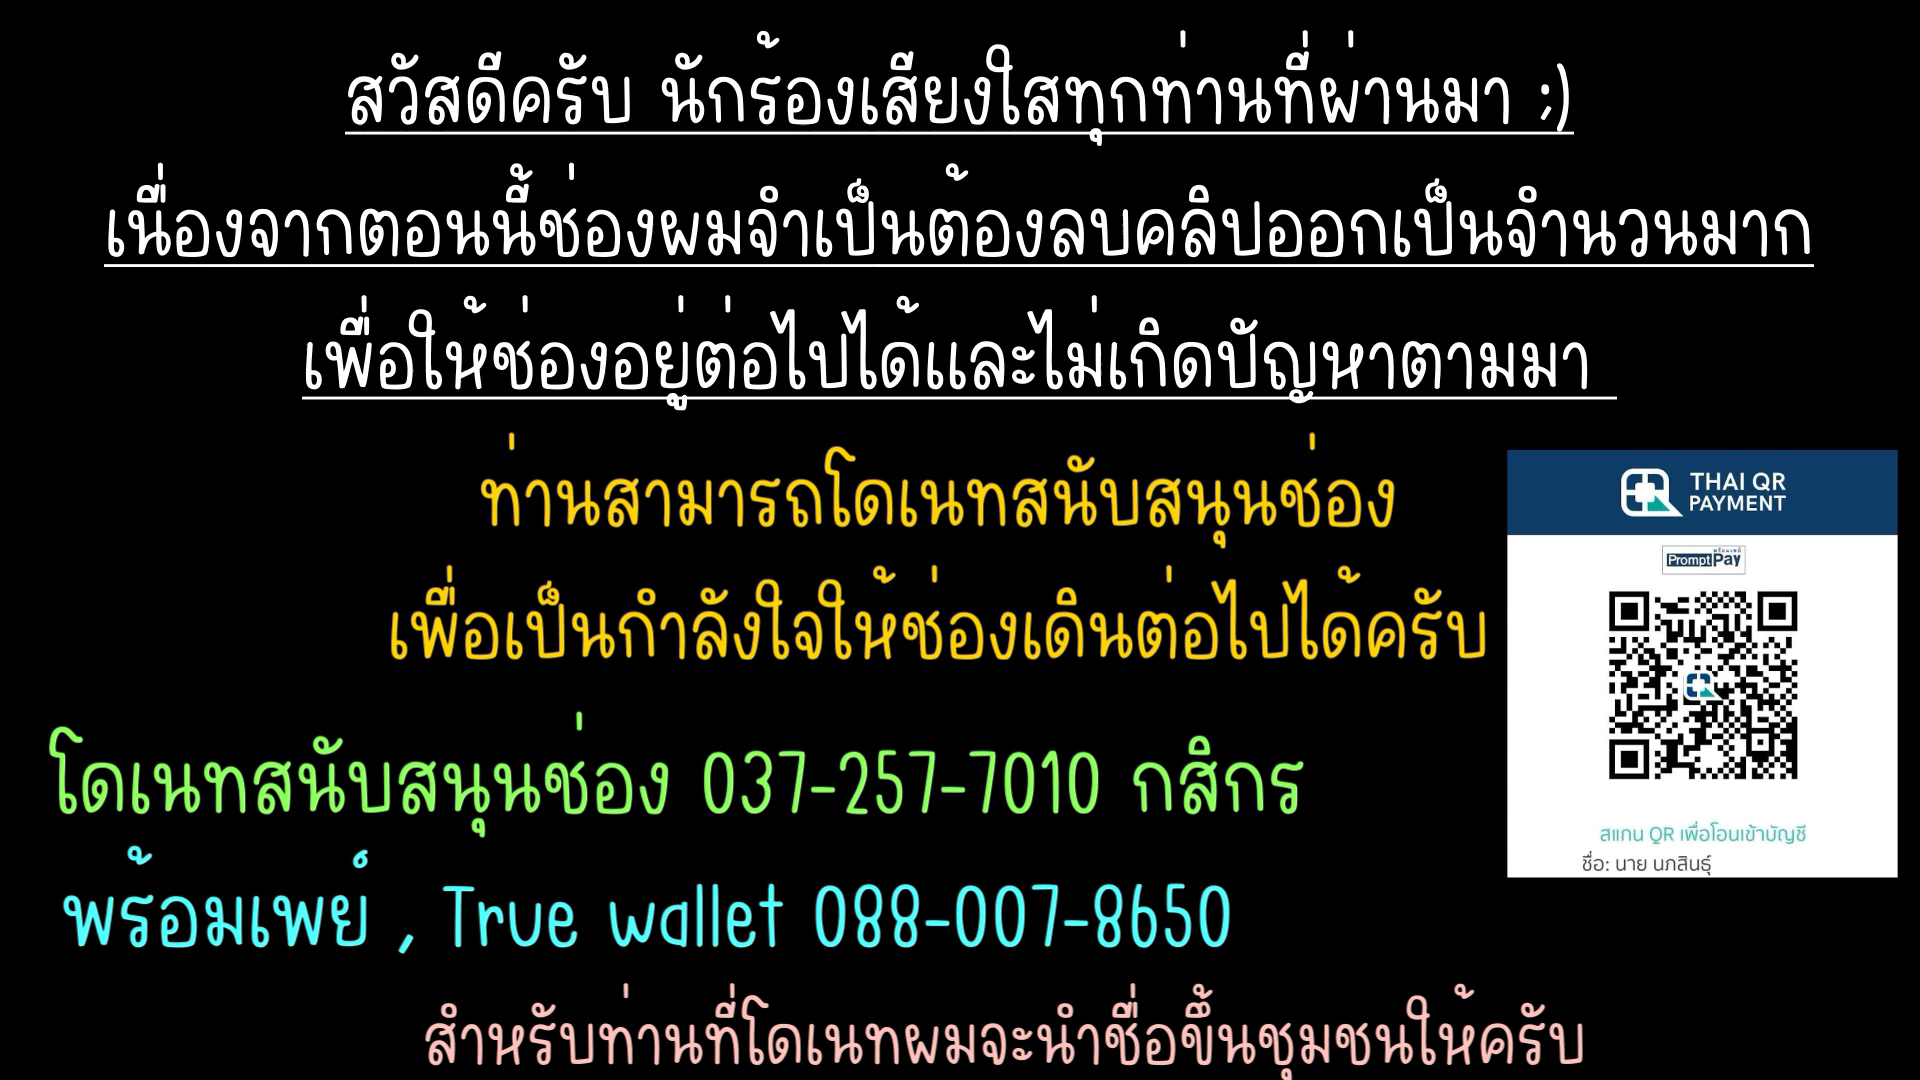 สวัสดีครับ นักร้องเสียงใสทุกท่านที่ผ่านมา ;)
เนื่องจากตอนนี้ช่องผมจำเป็นต้องลบคลิปออกเป็นจำนวนมาก
เพื่อให้ช่องอยู่ต่อไปได้และไม่เกิดปัญหาตามมา
ท่านสามารถโดเนทสนับสนุนช่อง
เพื่อเป็นกำลังใจให้ช่องเดินต่อไปได้ครับ
THAI QR
PAYMENT
พร้อมเพย์
PromptPay
สแกน QR เพื่อโอนเข้าบัญชี
ชื่อ: นาย นภสินธุ์
โดเนทสนับสนุนช่อง 037-257-7010 กสิกร
พร้อมเพย์ , True wallet 088-007-8650
สำหรับท่านที่โดเนทผมจะนำชื่อขึ้นชุมชนให้ครับ